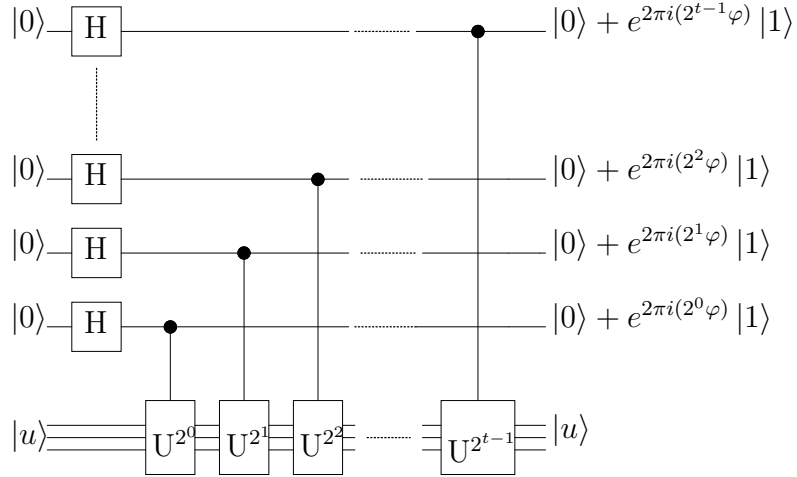 |0⟩ H |0⟩ + e^{2πi(2^{t−1}φ)} |1⟩
|0⟩ H |0⟩ + e^{2πi(2^2φ)} |1⟩
|0⟩ H |0⟩ + e^{2πi(2^1φ)} |1⟩
|0⟩ H |0⟩ + e^{2πi(2^0φ)} |1⟩
|u⟩ U^{2^0} U^{2^1} U^{2^2} U^{2^{t−1}} |u⟩